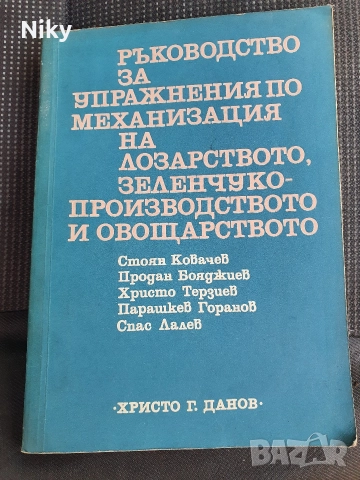 Niky
РЪКОВОДСТВО
ЗА
УПРАЖНЕНИЯ ПО
МЕХАНИЗАЦИЯ
НА
ЛОЗАРСТВОТО,
ЗЕЛЕНЧУКО-
ПРОИЗВОДСТВОТО
И ОВОЩАРСТВОТО
Стоян Ковачев
Продан Бояджиев
Христо Терзиев
Парашкев Горанов
Спас Лалев
·ХРИСТО Г. ДАНОВ·
BAZAR